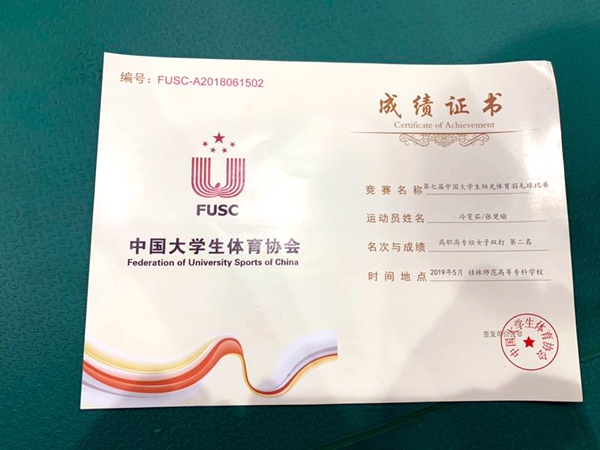 编号：FUSC-A2018061502
FUSC
中国大学生体育协会
Federation of University Sports of China
成绩证书
Certificate of Achievement
竞赛名称 第七届中国大学生阳光体育羽毛球比赛
运动员姓名 冷雯茹/张楚瑜
名次与成绩 高职高专组女子双打 第二名
时间地点 2019年5月 桂林师范高等专科学校
签发单位
中国大学生体育协会